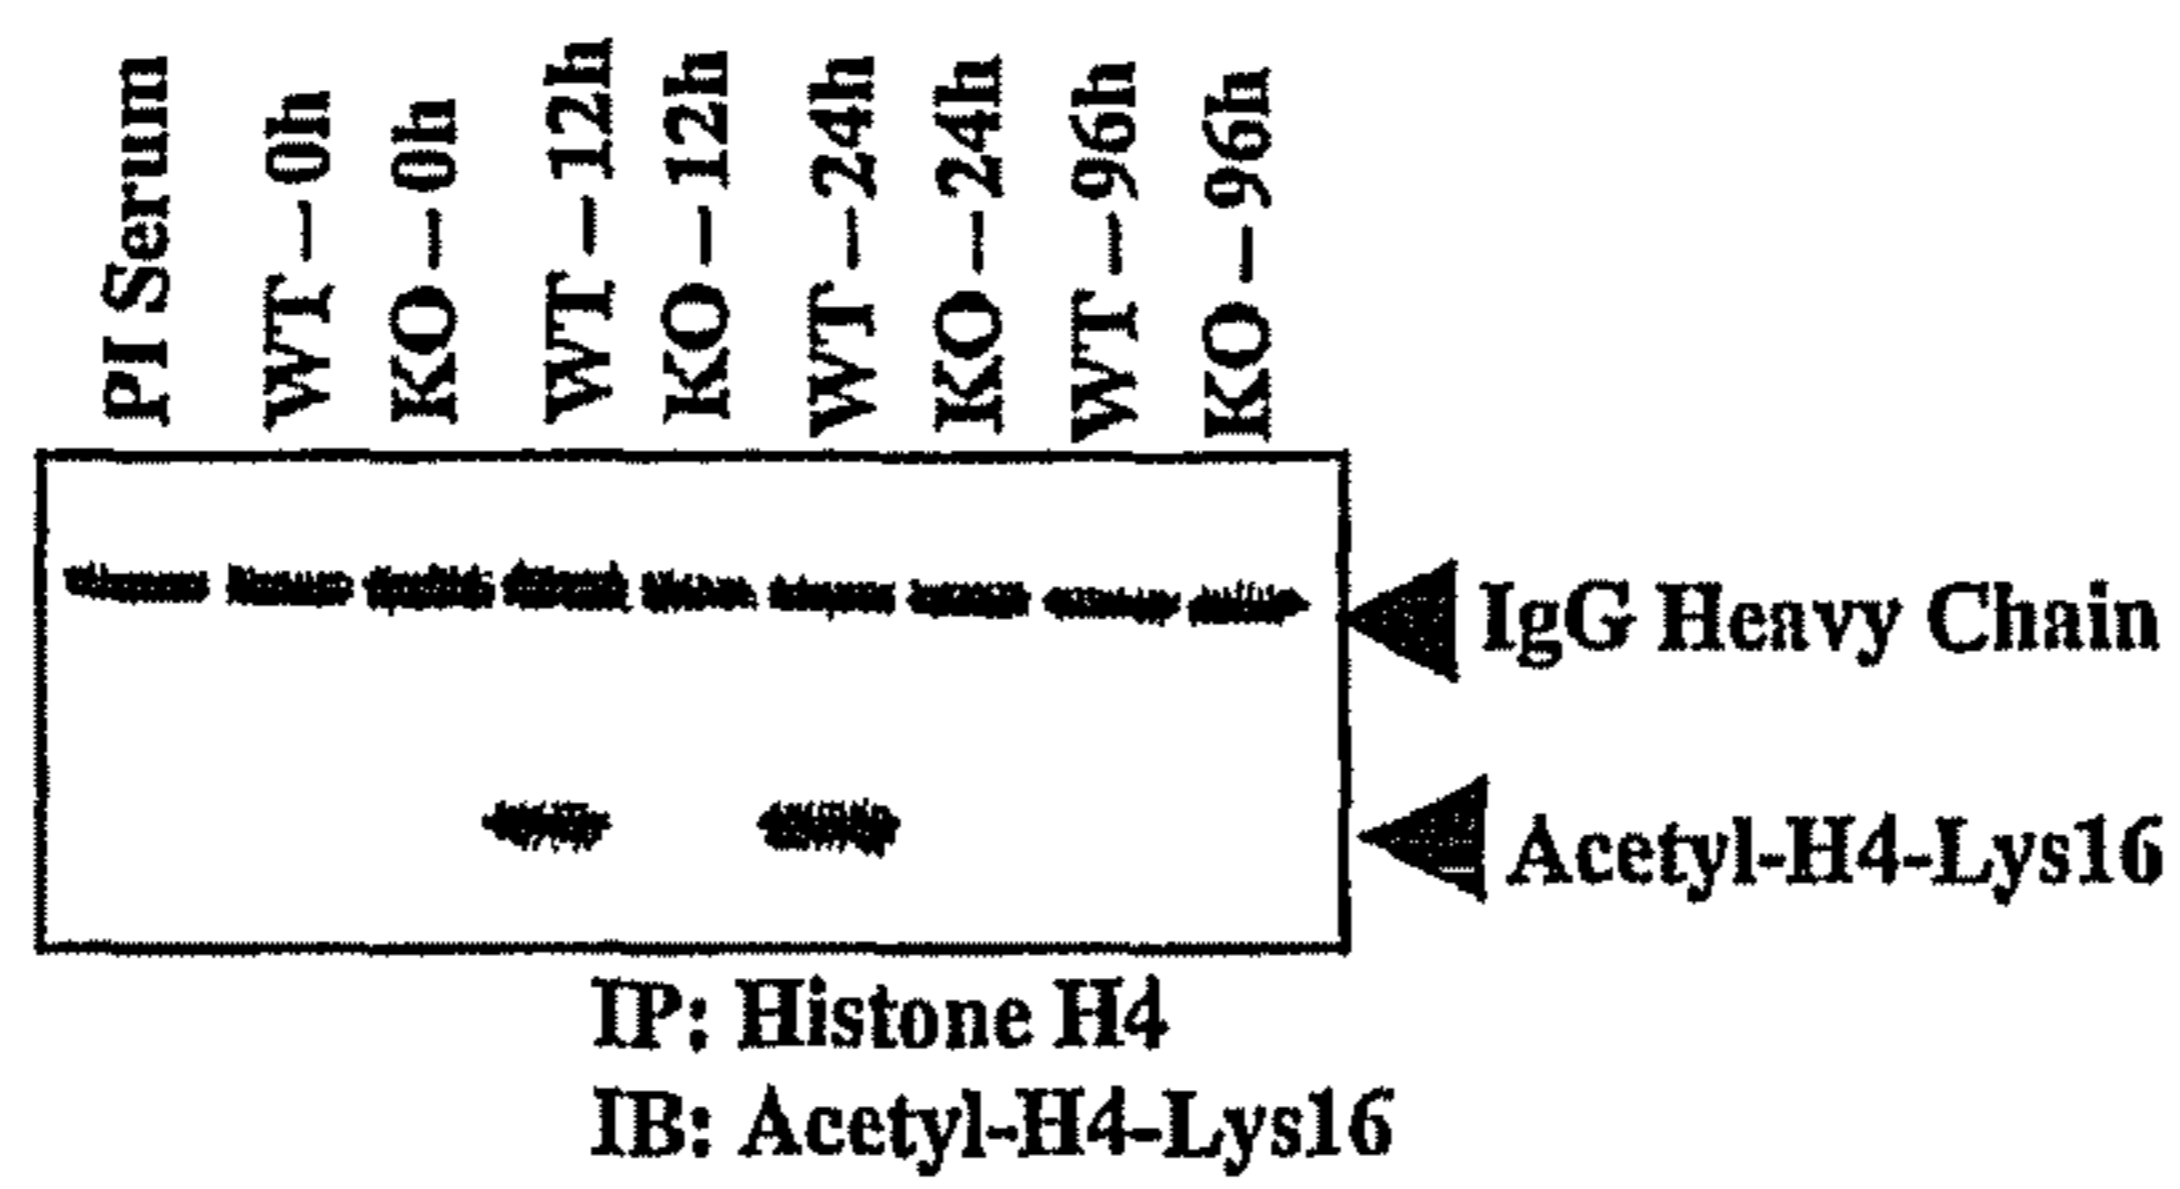 PI Serum
WT – 0h
KO – 0h
WT – 12h
KO – 12h
WT – 24h
KO – 24h
WT – 96h
KO – 96h
IgG Heavy Chain
Acetyl-H4-Lys16
IP: Histone H4
IB: Acetyl-H4-Lys16